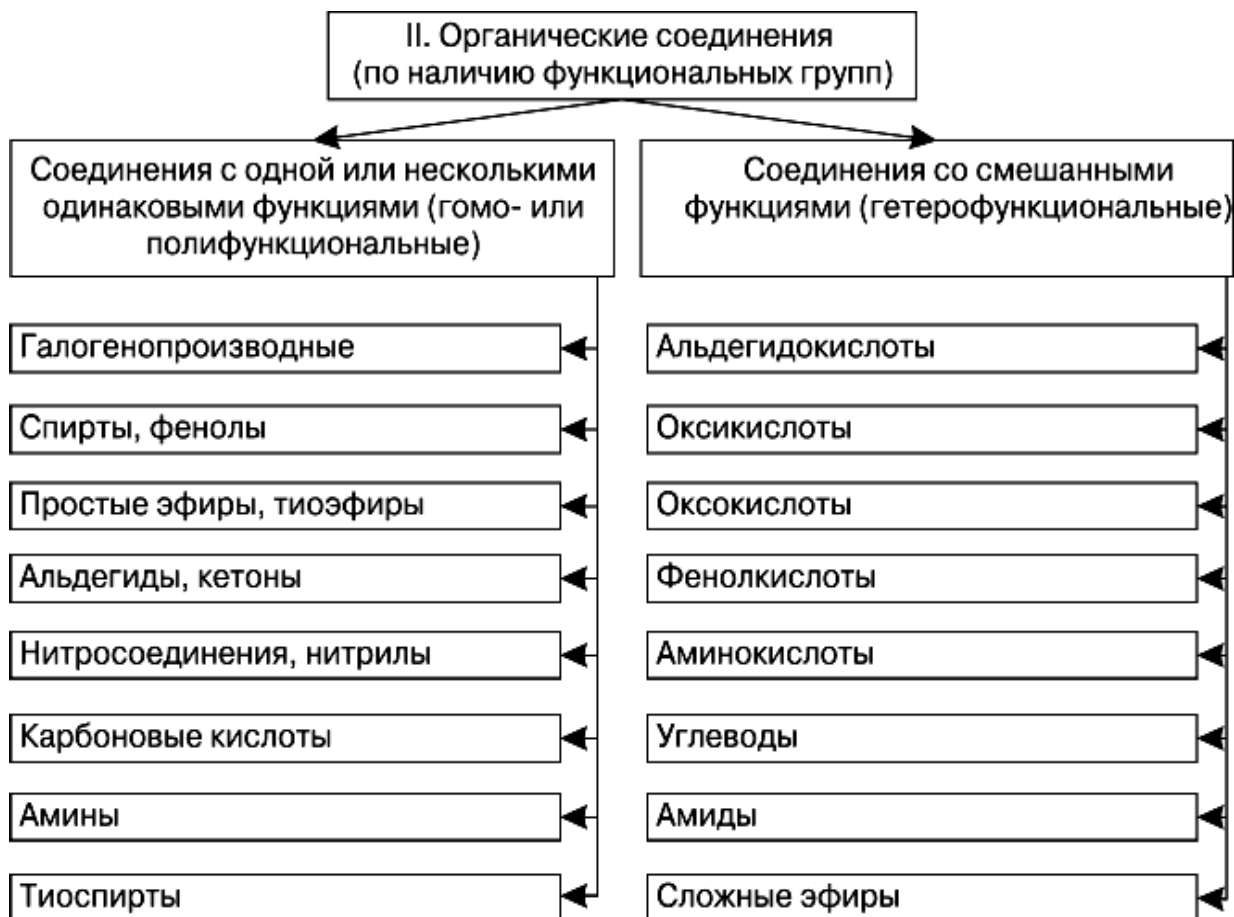 II. Органические соединения
(по наличию функциональных групп)
Соединения с одной или несколькими
одинаковыми функциями (гомо- или
полифункциональные)
Соединения со смешанными
функциями (гетерофункциональные)
Галогенопроизводные
Спирты, фенолы
Простые эфиры, тиоэфиры
Альдегиды, кетоны
Нитросоединения, нитрилы
Карбоновые кислоты
Амины
Тиоспирты
Альдегидокислоты
Оксикислоты
Оксокислоты
Фенолкислоты
Аминокислоты
Углеводы
Амиды
Сложные эфиры